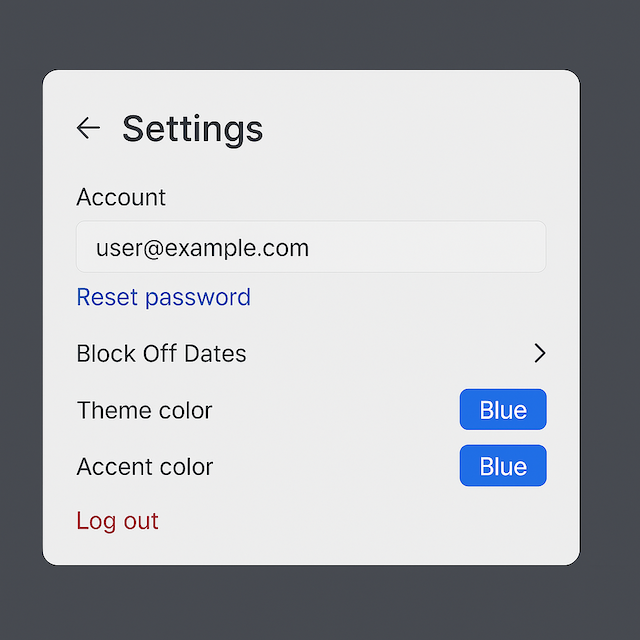 Settings
Account
user@example.com
Reset password
Block Off Dates
Theme color
Blue
Accent color
Blue
Log out